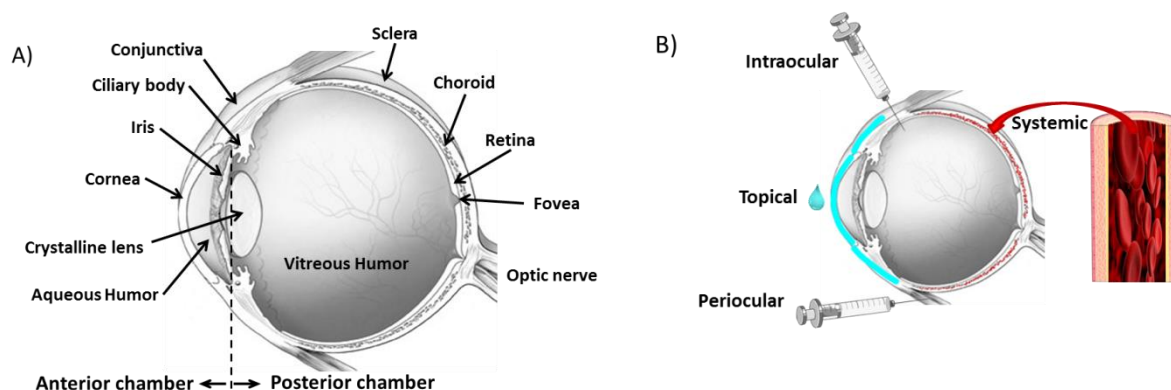 A)
Conjunctiva
Ciliary body
Iris
Cornea
Crystalline lens
Aqueous Humor
Sclera
Choroid
Retina
Fovea
Vitreous Humor
Optic nerve
Anterior chamber
Posterior chamber
B)
Intraocular
Systemic
Topical
Periocular